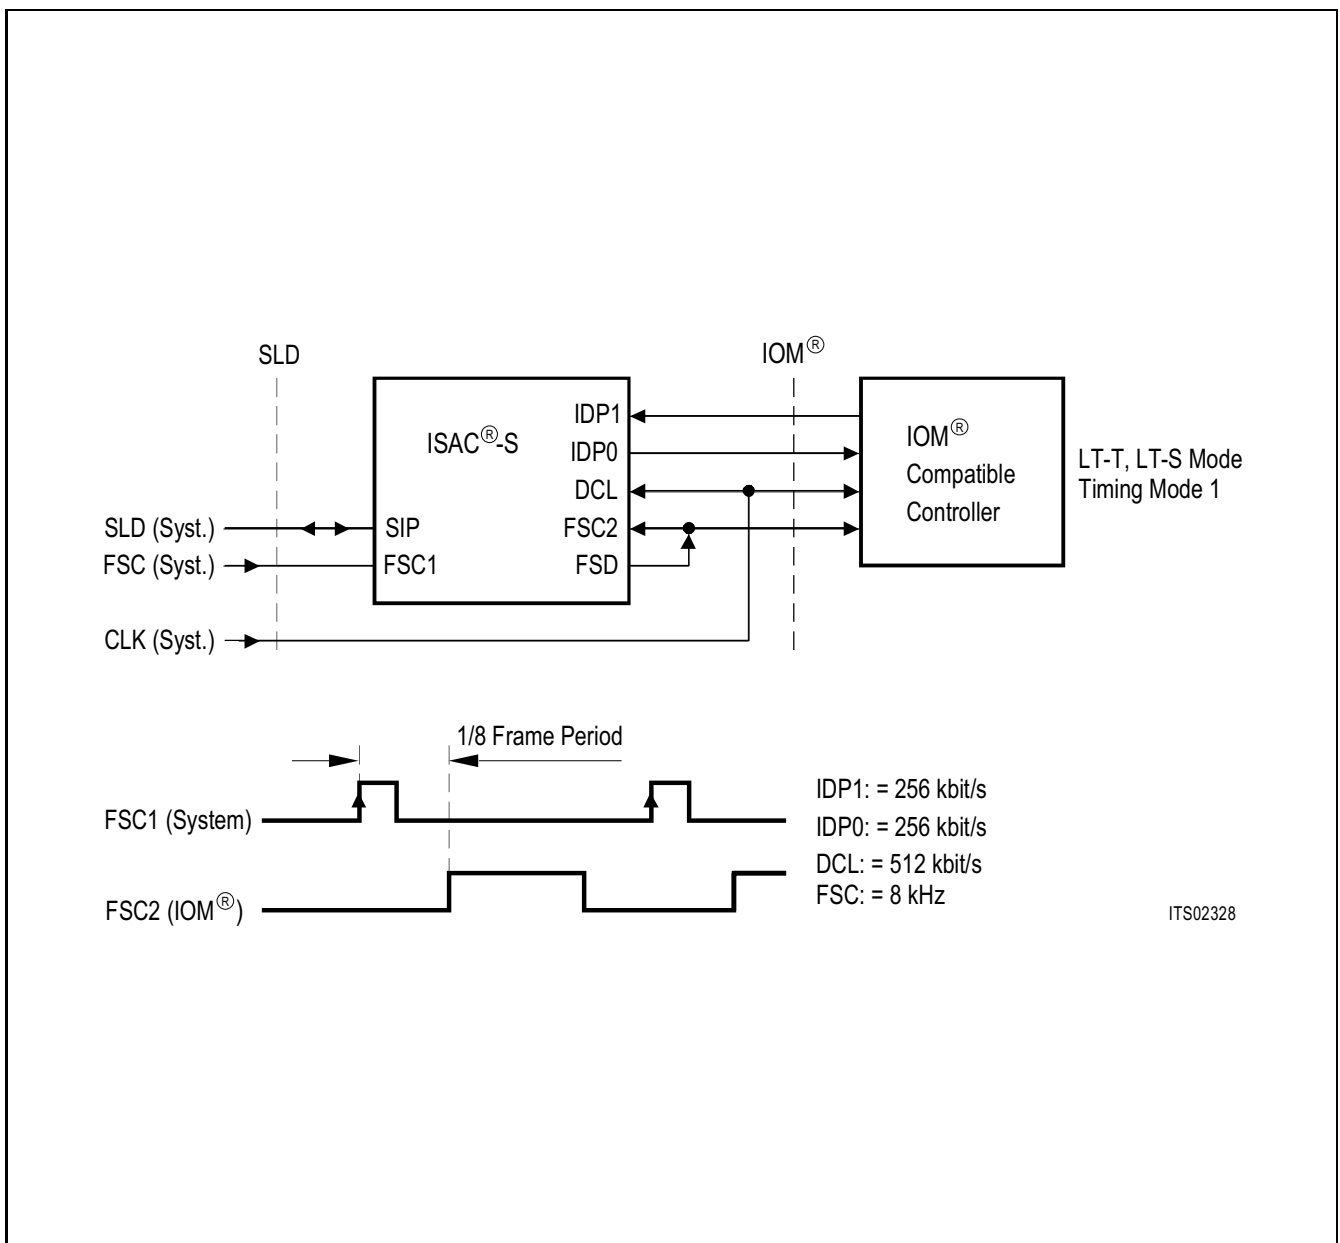 SLD
IOM®
ISAC®-S
IDP1
IDP0
DCL
FSC2
FSD
SIP
FSC1
IOM®
Compatible
Controller
LT-T, LT-S Mode
Timing Mode 1
SLD (Syst.)
FSC (Syst.)
CLK (Syst.)
1/8 Frame Period
FSC1 (System)
FSC2 (IOM®)
IDP1: = 256 kbit/s
IDP0: = 256 kbit/s
DCL: = 512 kbit/s
FSC: = 8 kHz
ITS02328